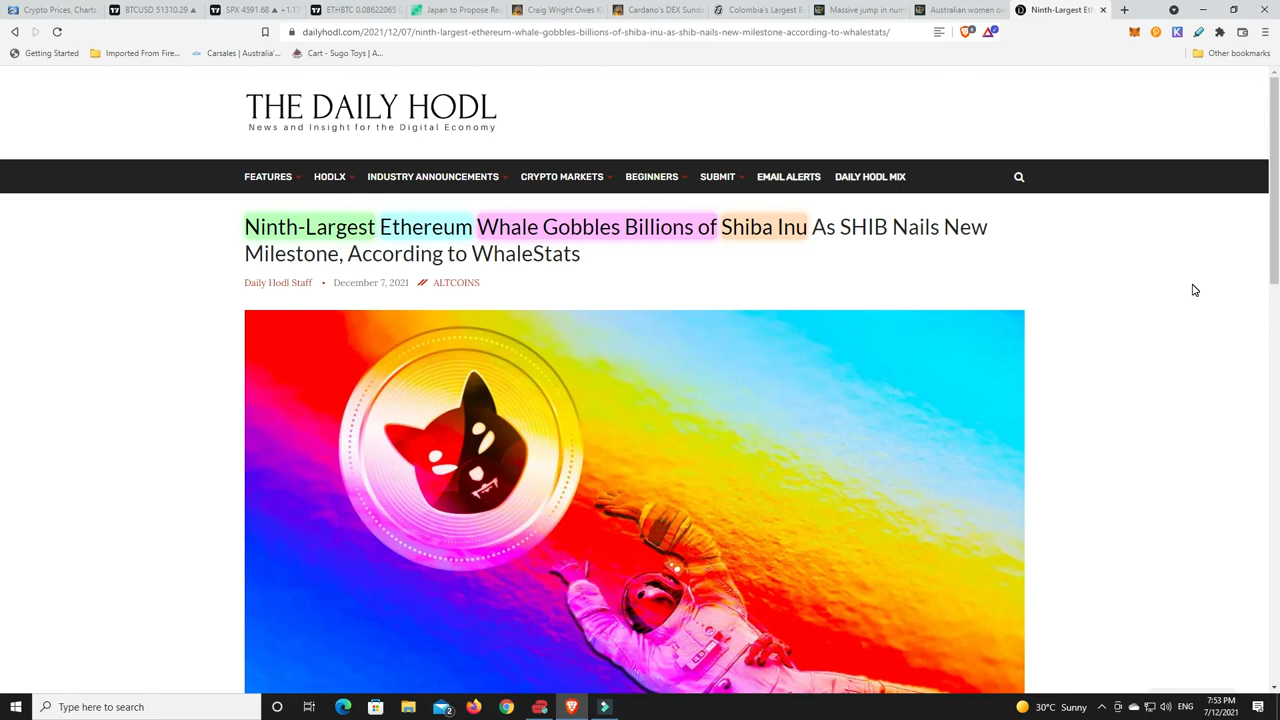 Crypto Prices, Charts
BTCUSD 51310.29 ▲
SPX 4591.68 ▲ +1.17
ETHBTC 0.08622065
Japan to Propose Res
Craig Wright Owes K
Cardano's DEX Sunda
Colombia's Largest B
Massive jump in num
Australian women ow
Ninth-Largest Eth
dailyhodl.com/2021/12/07/ninth-largest-ethereum-whale-gobbles-billions-of-shiba-inu-as-shib-nails-new-milestone-according-to-whalestats/
Getting Started
Imported From Fire...
Carsales | Australia'...
Cart - Sugo Toys | A...
Other bookmarks
THE DAILY HODL
News and Insight for the Digital Economy
FEATURES HODLX INDUSTRY ANNOUNCEMENTS CRYPTO MARKETS BEGINNERS SUBMIT EMAIL ALERTS DAILY HODL MIX
Ninth-Largest Ethereum Whale Gobbles Billions of Shiba Inu As SHIB Nails New
Milestone, According to WhaleStats
Daily Hodl Staff • December 7, 2021 ALTCOINS
Type here to search
30°C Sunny
ENG
7:53 PM
7/12/2021